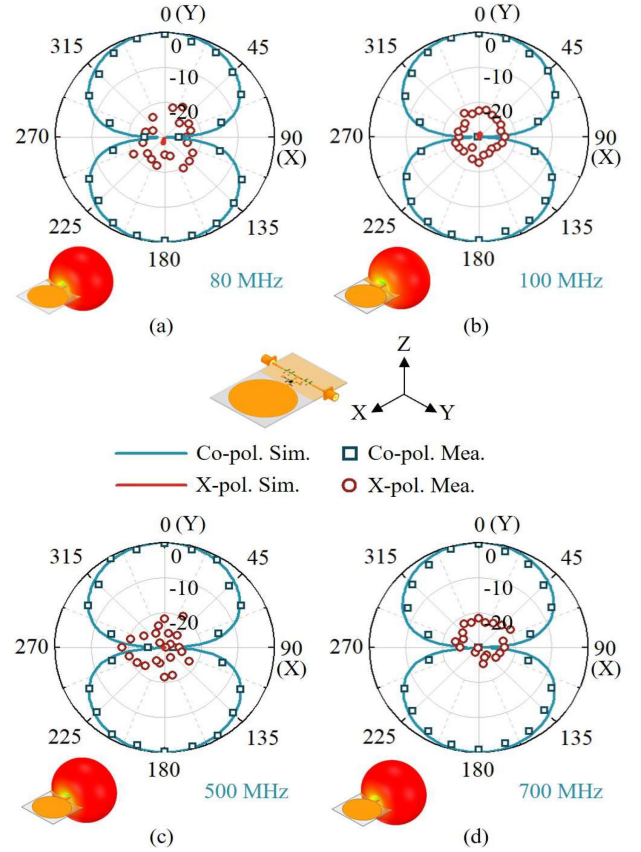 0 (Y) 0 (Y)
315 0 45 315 0 45
-10 -10
-20 -20
270 90 270 90
(X) (X)
225 135 225 135
180 180
80 MHz 100 MHz
(a) (b)
Z
X Y
Co-pol. Sim. Co-pol. Mea.
X-pol. Sim. X-pol. Mea.
0 (Y) 0 (Y)
315 0 45 315 0 45
-10 -10
-20 -20
270 90 270 90
(X) (X)
225 135 225 135
180 180
500 MHz 700 MHz
(c) (d)